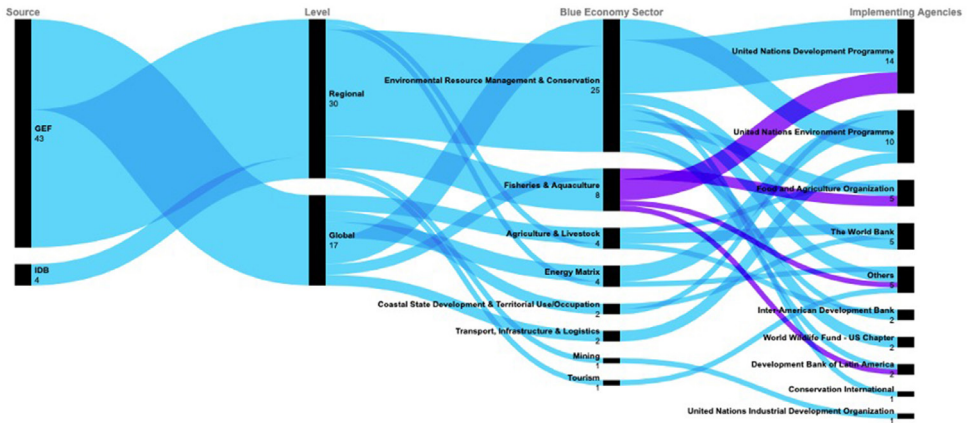 Source
Level
Blue Economy Sector
Implementing Agencies
GEF
43
IDB
4
Regional
30
Global
17
Environmental Resource Management & Conservation
25
Fisheries & Aquaculture
8
Agriculture & Livestock
4
Energy Matrix
4
Coastal State Development & Territorial Use/Occupation
2
Transport, Infrastructure & Logistics
2
Mining
1
Tourism
1
United Nations Development Programme
14
United Nations Environment Programme
10
Food and Agriculture Organization
5
The World Bank
5
Others
5
Inter-American Development Bank
2
World Wildlife Fund - US Chapter
2
Development Bank of Latin America
2
Conservation International
1
United Nations Industrial Development Organization
1